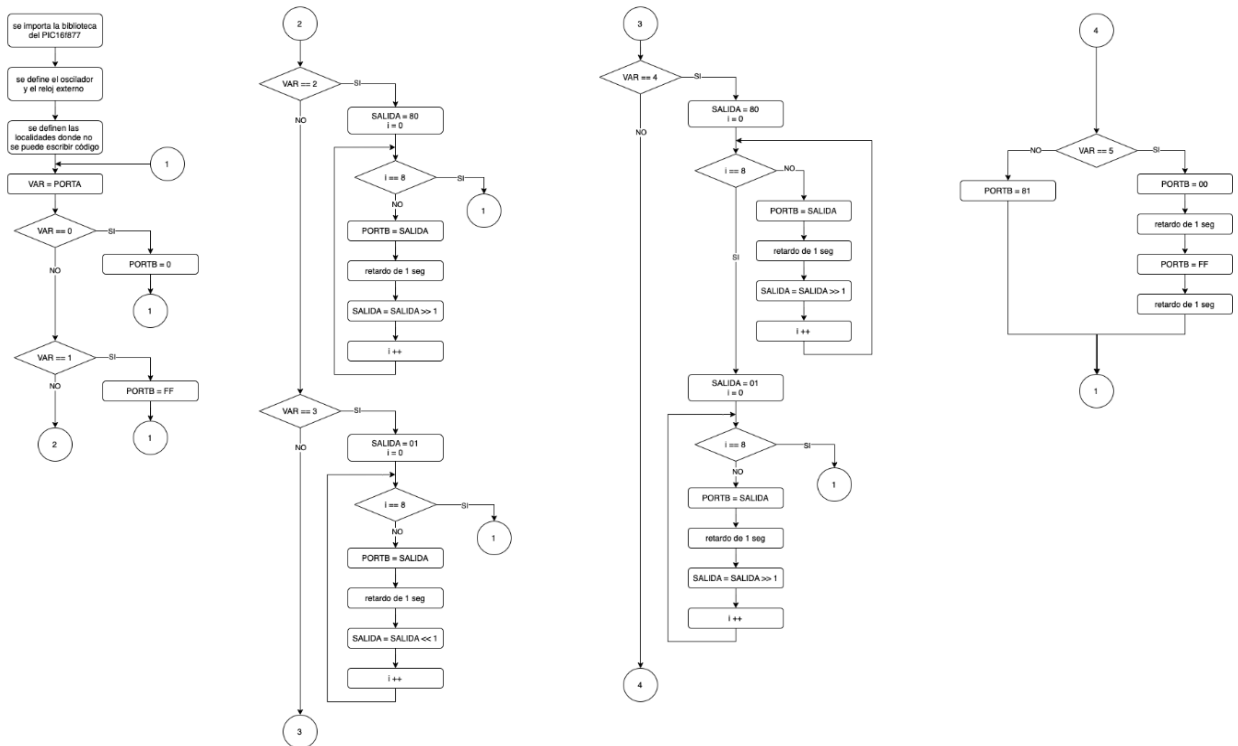 se importa la biblioteca
del PIC16f877
se define el oscilador
y el reloj externo
se definen las
localidades donde no
se puede escribir código
1
VAR = PORTA
VAR == 0
SI
NO
PORTB = 0
1
VAR == 1
SI
NO
PORTB = FF
1
2
2
VAR == 2
SI
NO
SALIDA = 80
i = 0
i == 8
SI
1
NO
PORTB = SALIDA
retardo de 1 seg
SALIDA = SALIDA >> 1
i ++
VAR == 3
SI
NO
SALIDA = 01
i = 0
i == 8
SI
1
NO
PORTB = SALIDA
retardo de 1 seg
SALIDA = SALIDA << 1
i ++
3
3
VAR == 4
SI
NO
SALIDA = 80
i = 0
i == 8
NO
SI
PORTB = SALIDA
retardo de 1 seg
SALIDA = SALIDA >> 1
i ++
SALIDA = 01
i = 0
i == 8
SI
1
NO
PORTB = SALIDA
retardo de 1 seg
SALIDA = SALIDA >> 1
i ++
4
4
VAR == 5
NO
SI
PORTB = 81
PORTB = 00
retardo de 1 seg
PORTB = FF
retardo de 1 seg
1